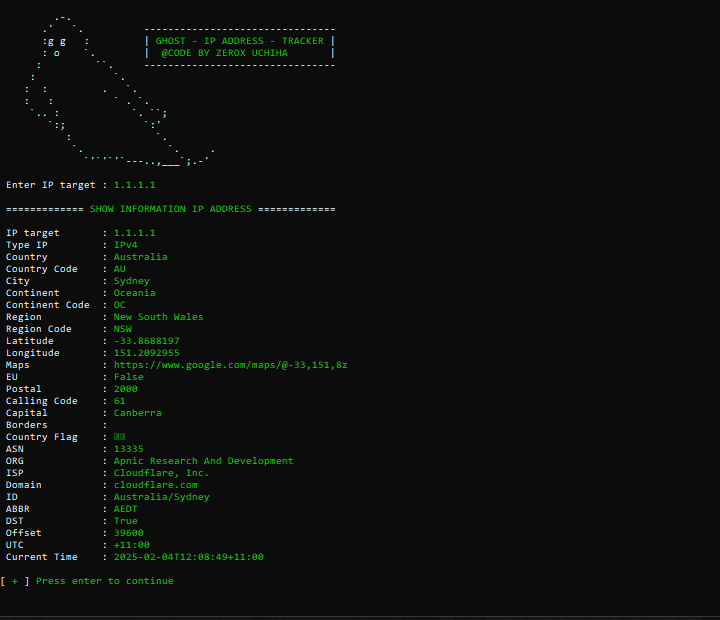 GHOST - IP ADDRESS - TRACKER
@CODE BY ZEROX UCHIHA
Enter IP target : 1.1.1.1
============= SHOW INFORMATION IP ADDRESS =============
IP target : 1.1.1.1
Type IP : IPv4
Country : Australia
Country Code : AU
City : Sydney
Continent : Oceania
Continent Code : OC
Region : New South Wales
Region Code : NSW
Latitude : -33.8688197
Longitude : 151.2092955
Maps : https://www.google.com/maps/@-33,151,8z
EU : False
Postal : 2000
Calling Code : 61
Capital : Canberra
Borders :
Country Flag :
ASN : 13335
ORG : Apnic Research And Development
ISP : Cloudflare, Inc.
Domain : cloudflare.com
ID : Australia/Sydney
ABBR : AEDT
DST : True
Offset : 39600
UTC : +11:00
Current Time : 2025-02-04T12:08:49+11:00
[ + ] Press enter to continue